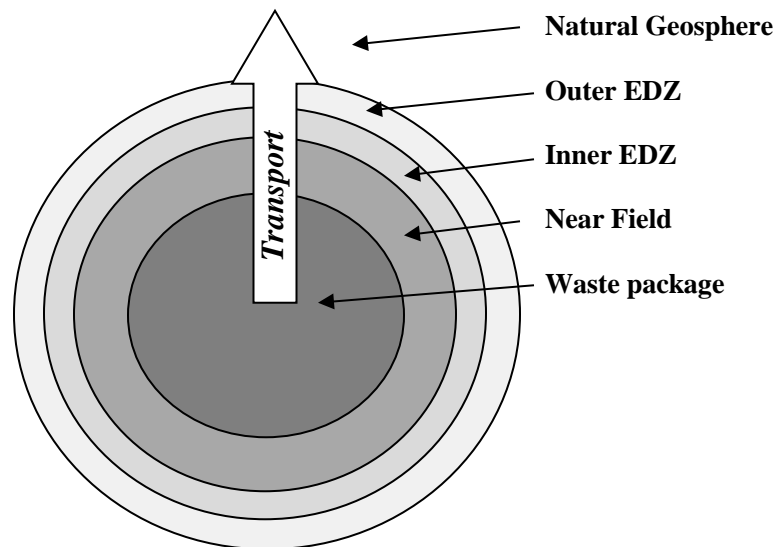 Natural Geosphere
Outer EDZ
Inner EDZ
Near Field
Waste package
Transport